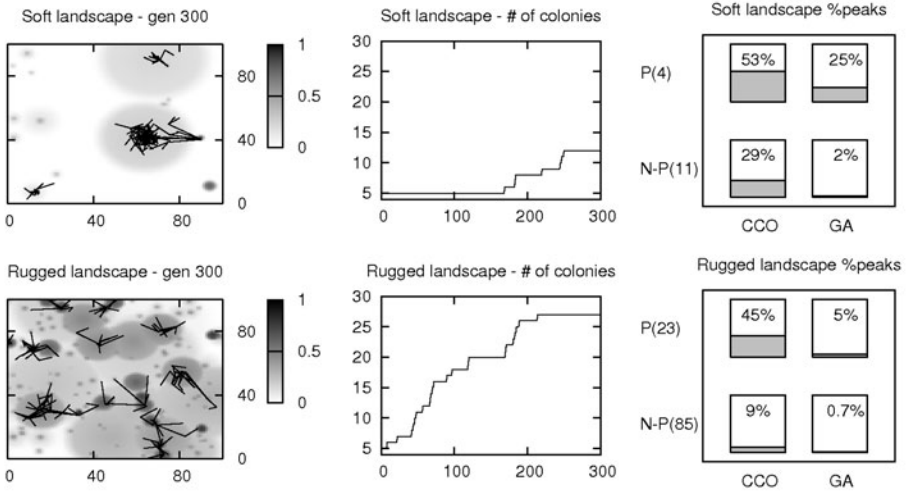 Soft landscape - gen 300
1
0.5
0
80
40
0
0 40 80
Soft landscape - # of colonies
30
25
20
15
10
5
0 100 200 300
Soft landscape %peaks
P(4)
53% 25%
N-P(11)
29% 2%
CCO GA
Rugged landscape - gen 300
1
0.5
0
80
40
0
0 40 80
Rugged landscape - # of colonies
30
25
20
15
10
5
0 100 200 300
Rugged landscape %peaks
P(23)
45% 5%
N-P(85)
9% 0.7%
CCO GA